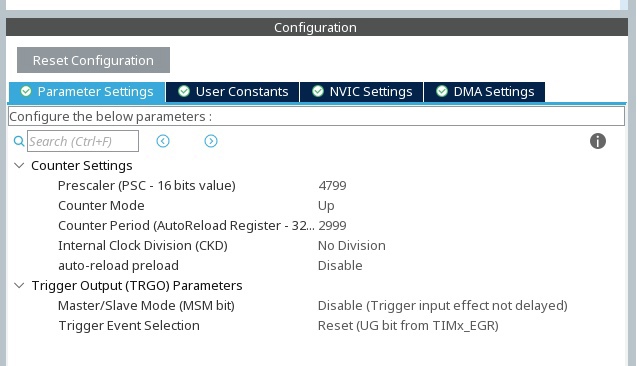 Configuration
Reset Configuration
Parameter Settings User Constants NVIC Settings DMA Settings
Configure the below parameters :
Search (Ctrl+F)
Counter Settings
Prescaler (PSC - 16 bits value) 4799
Counter Mode Up
Counter Period (AutoReload Register - 32... 2999
Internal Clock Division (CKD) No Division
auto-reload preload Disable
Trigger Output (TRGO) Parameters
Master/Slave Mode (MSM bit) Disable (Trigger input effect not delayed)
Trigger Event Selection Reset (UG bit from TIMx_EGR)